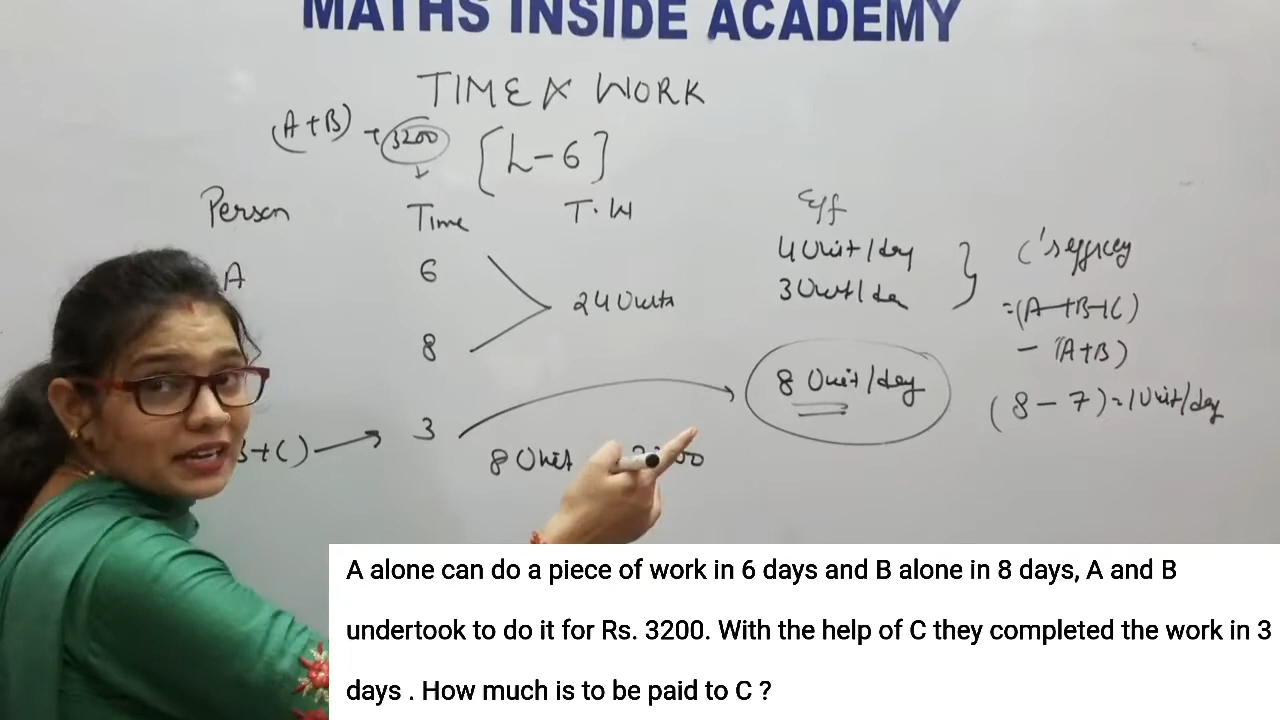 MATHS INSIDE ACADEMY
TIME & WORK
(A+B) → 3200
[L-6]
Person Time T.W Eff
A 6 4 Unit/day
24 Units 3 Unit/da
8
8 Unit/day
3
B+C)
8 Unit
C's efficiency
=(A+B+C)
- (A+B)
(8-7)=1 Unit/day
A alone can do a piece of work in 6 days and B alone in 8 days, A and B
undertook to do it for Rs. 3200. With the help of C they completed the work in 3
days . How much is to be paid to C ?